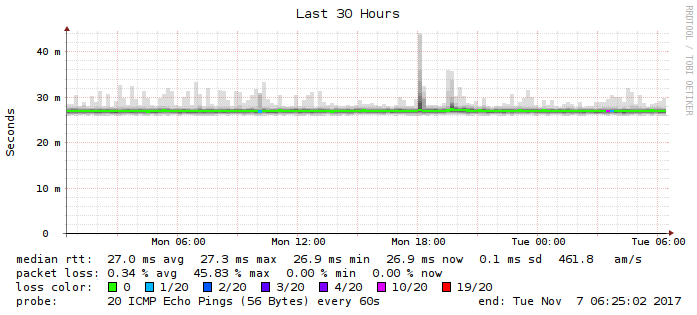 Last 30 Hours
RRDTOOL / TOBI OETIKER
Seconds
40 m
30 m
20 m
10 m
0
Mon 06:00 Mon 12:00 Mon 18:00 Tue 00:00 Tue 06:00
median rtt: 27.0 ms avg 27.3 ms max 26.9 ms min 26.9 ms now 0.1 ms sd 461.8 am/s
packet loss: 0.34 % avg 45.83 % max 0.00 % min 0.00 % now
loss color: 0 1/20 2/20 3/20 4/20 10/20 19/20
probe: 20 ICMP Echo Pings (56 Bytes) every 60s end: Tue Nov 7 06:25:02 2017